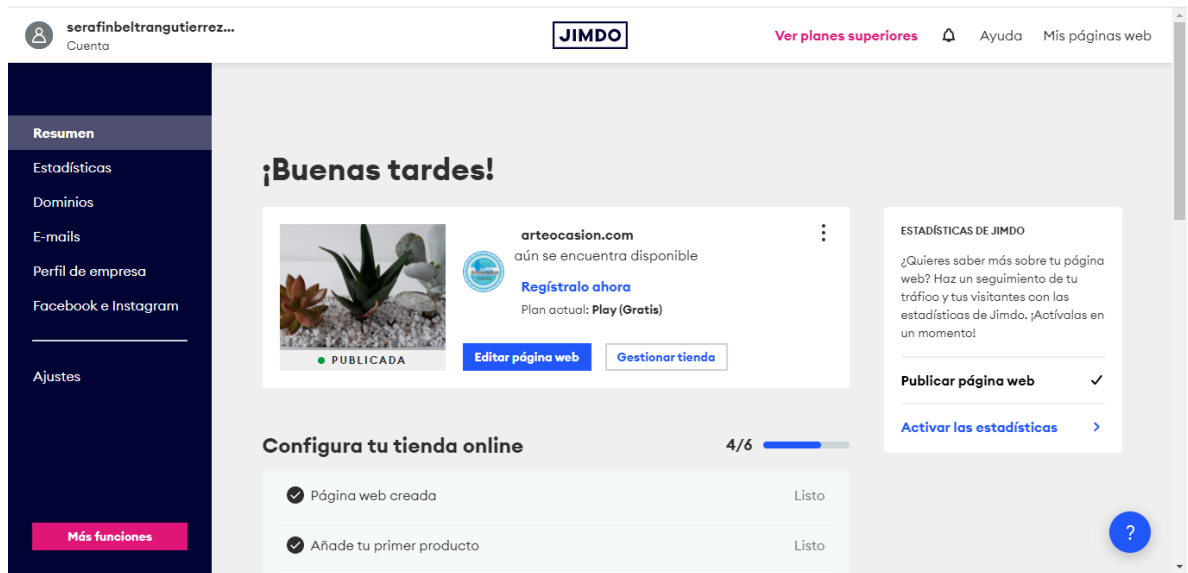 serafinbeltrangutierrez...
Cuenta
JIMDO
Ver planes superiores
Ayuda
Mis páginas web
Resumen
Estadísticas
Dominios
E-mails
Perfil de empresa
Facebook e Instagram
Ajustes
Más funciones
¡Buenas tardes!
PUBLICADA
arteocasion.com
aún se encuentra disponible
Regístralo ahora
Plan actual: Play (Gratis)
Editar página web
Gestionar tienda
ESTADÍSTICAS DE JIMDO
¿Quieres saber más sobre tu página
web? Haz un seguimiento de tu
tráfico y tus visitantes con las
estadísticas de Jimdo. ¡Actívalas en
un momento!
Publicar página web
Activar las estadísticas
Configura tu tienda online
4/6
Página web creada
Listo
Añade tu primer producto
Listo
?